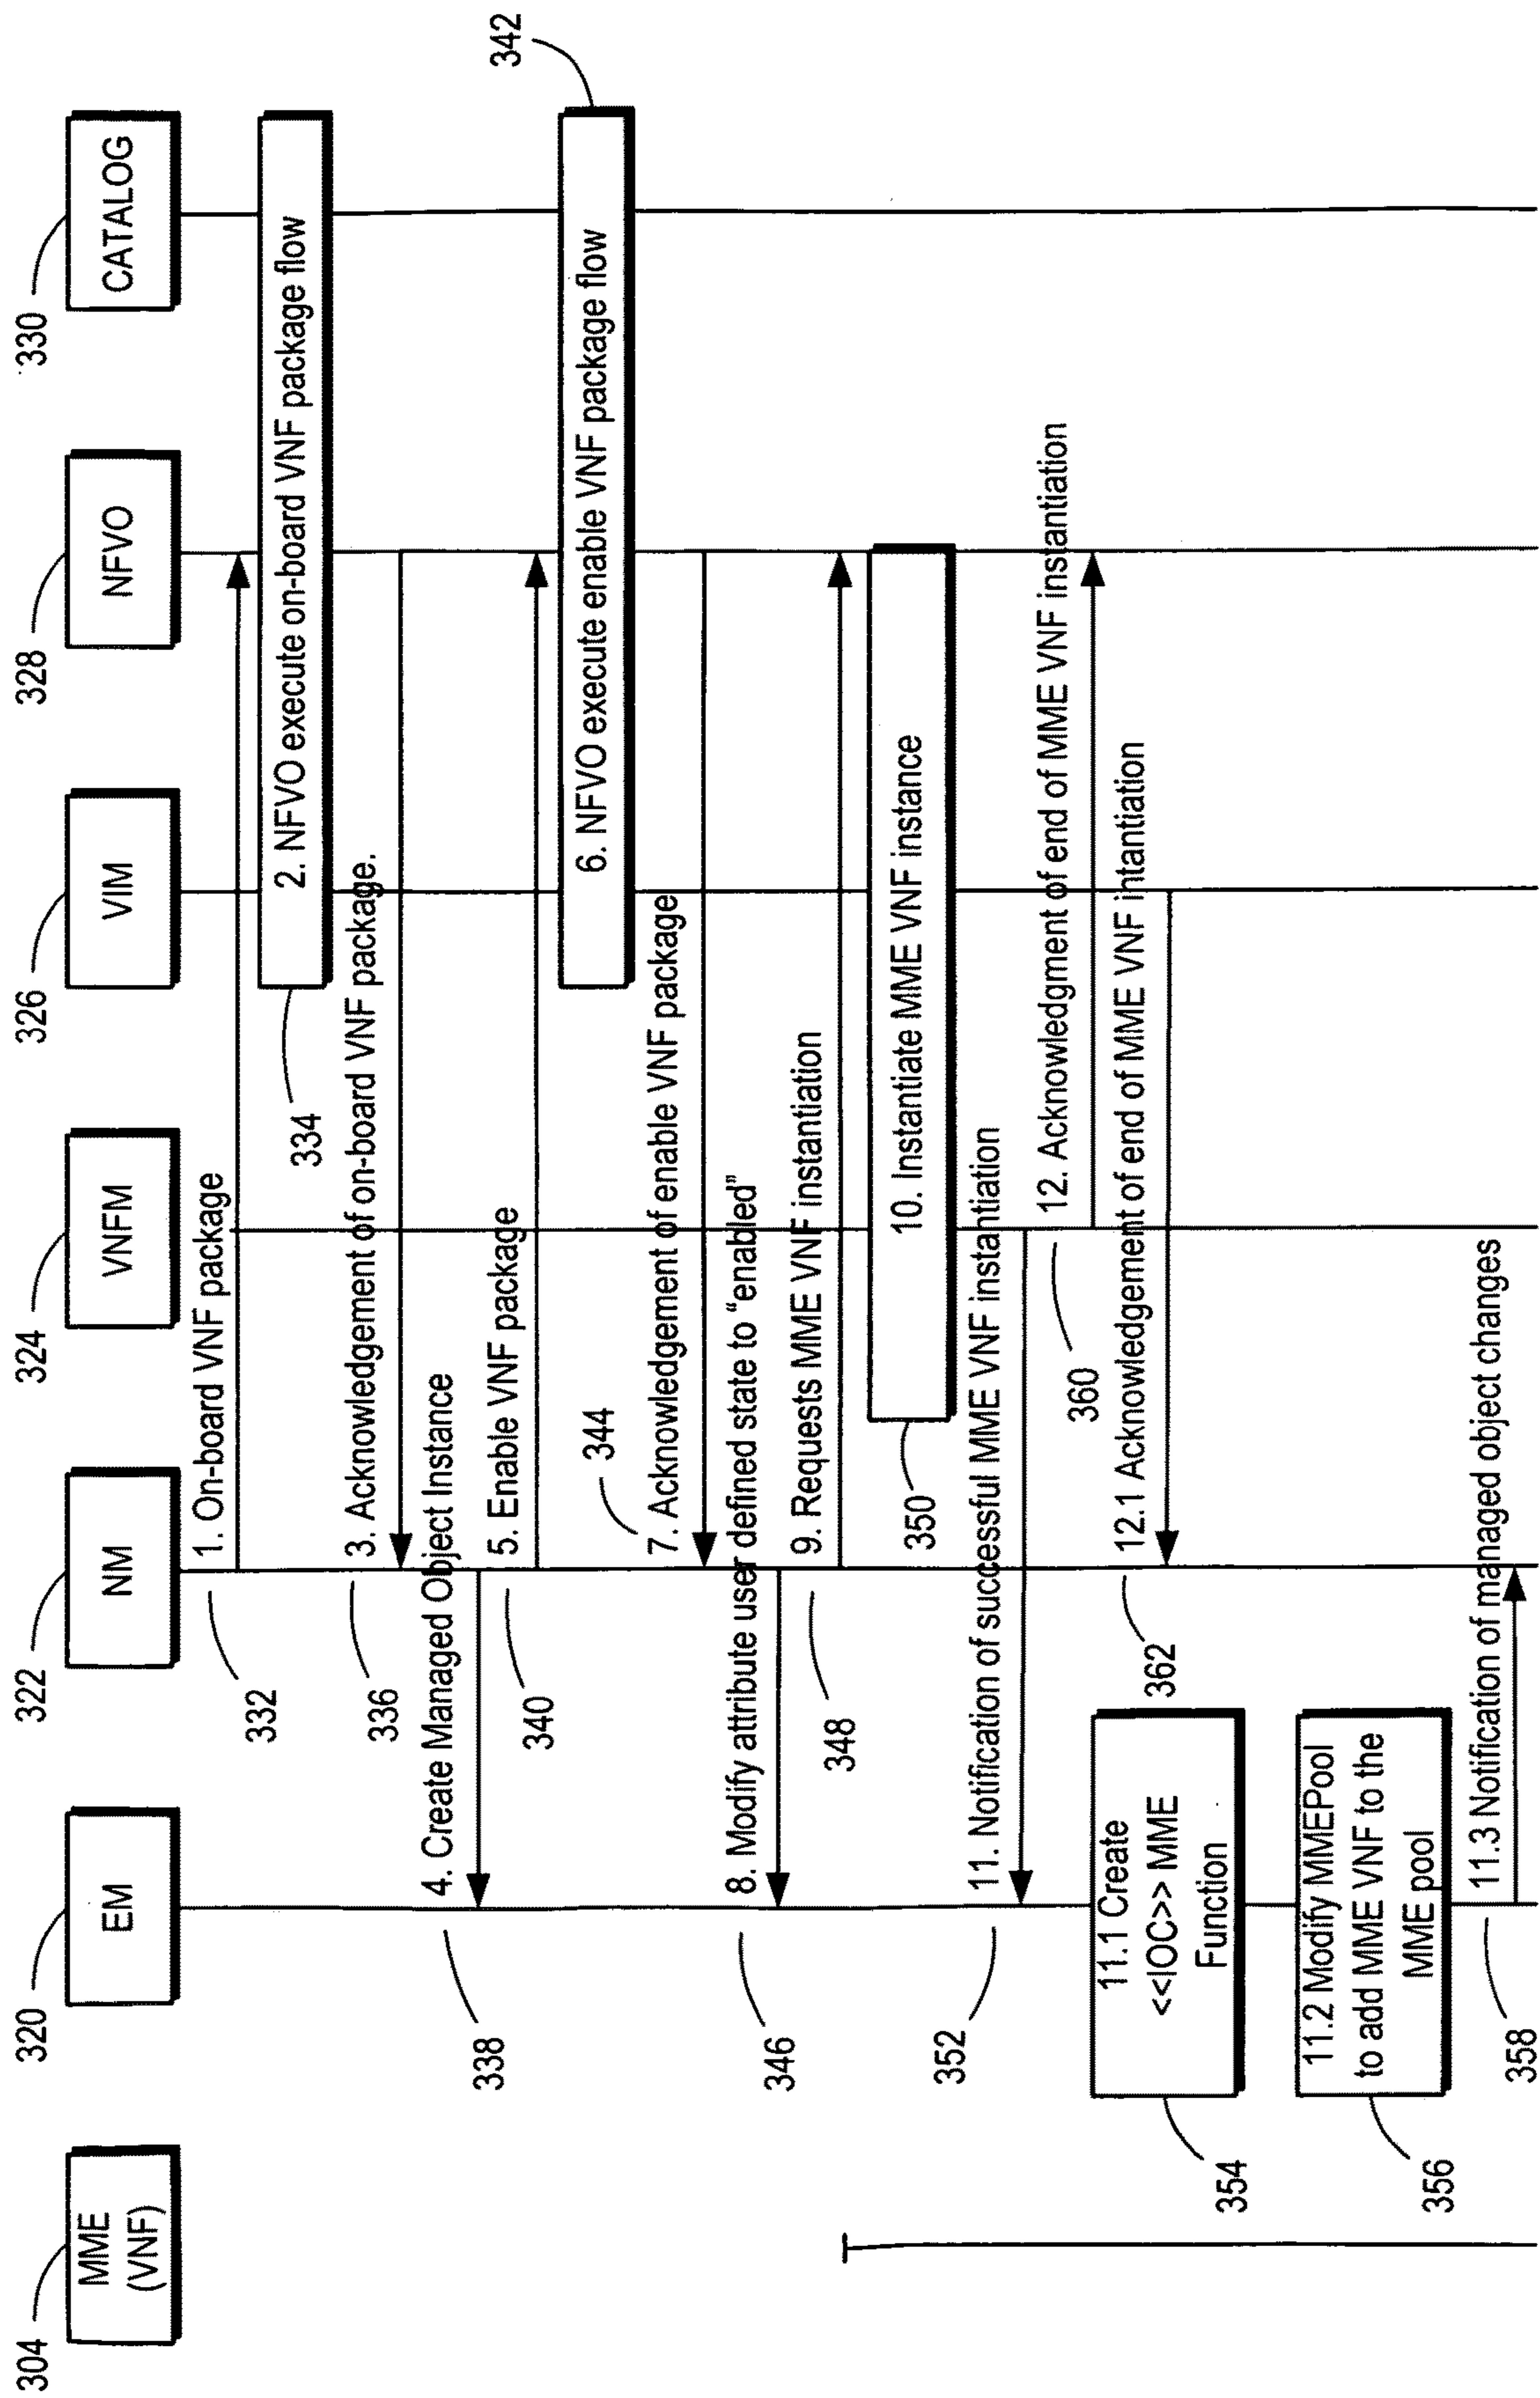 304
MME
(VNF)
320
EM
322
NM
324
VNFM
326
VIM
328
NFVO
330
CATALOG
332
1. On-board VNF package
334
2. NFVO execute on-board VNF package flow
336
3. Acknowledgement of on-board VNF package.
338
4. Create Managed Object Instance
340
5. Enable VNF package
342
6. NFVO execute enable VNF package flow
344
7. Acknowledgement of enable VNF package
346
8. Modify attribute user defined state to “enabled”
348
9. Requests MME VNF instantiation
350
10. Instantiate MME VNF instance
352
11. Notification of successful MME VNF instantiation
360
12. Acknowledgment of end of MME VNF instantiation
354
11.1 Create
<<IOC>> MME
Function
362
12.1 Acknowledgement of end of MME VNF intantiation
356
11.2 Modify MMEPool
to add MME VNF to the
MME pool
358
11.3 Notification of managed object changes